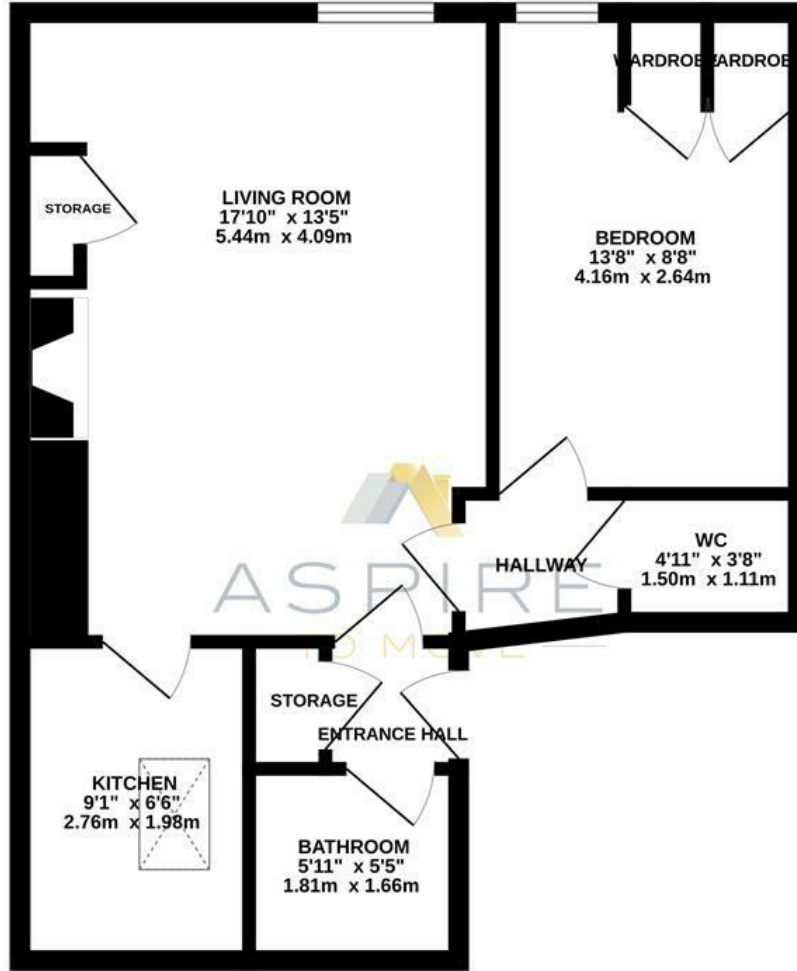 WARDROBE
WARDROBE
STORAGE
LIVING ROOM
17'10" x 13'5"
5.44m x 4.09m
BEDROOM
13'8" x 8'8"
4.16m x 2.64m
HALLWAY
WC
4'11" x 3'8"
1.50m x 1.11m
ASPIRE
TO MOVE
STORAGE
ENTRANCE HALL
KITCHEN
9'1" x 6'6"
2.76m x 1.98m
BATHROOM
5'11" x 5'5"
1.81m x 1.66m